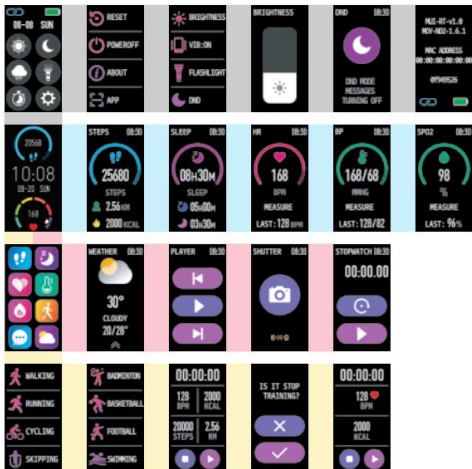 08-08 SUN
RESET
POWEROFF
ABOUT
APP
BRIGHTNESS
VIB:ON
FLASHLIGHT
DND
BRIGHTNESS
DND 08:30
DND MODE
MESSAGES
TURNING OFF
MUI-RT-v1.0
MOY-ND2-1.6.1
MAC ADDRESS
00:00:00:00:00:00
0f949526
20568
10:08
08-20 SUN
168
STEPS 08:30
25680
STEPS
2.56KM
2000KCAL
SLEEP 08:30
08H30M
SLEEP
05H00M
03H30M
HR 08:30
168
BPM
MEASURE
LAST:128BPM
BP 08:30
168/68
MMHG
MEASURE
LAST:128/82
SPO2 08:30
98
%
MEASURE
LAST: 96%
WEATHER 08:30
30°
CLOUDY
20/28°
PLAYER 08:30
SHUTTER 08:30
STOPWATCH 08:30
00:00.00
WALKING
RUNNING
CYCLING
SKIPPING
BADMINTON
BASKETBALL
FOOTBALL
SWIMMING
00:00:00
128 2000
BPM KCAL
20000 2.56
STEPS KM
IS IT STOP
TRAINING?
00:00:00
128
BPM
2000
KCAL